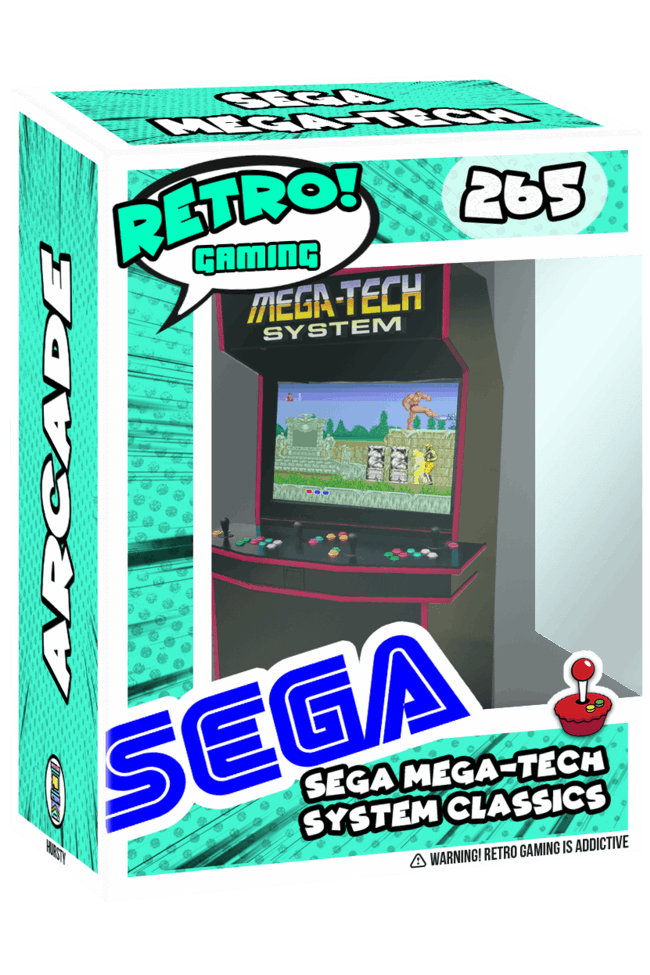 SEGA
MEGA-TECH
RETRO!
GAMING
265
ARCADE
MEGA-TECH
SYSTEM
SEGA
SEGA MEGA-TECH
SYSTEM CLASSICS
WARNING! RETRO GAMING IS ADDICTIVE
HURSTY